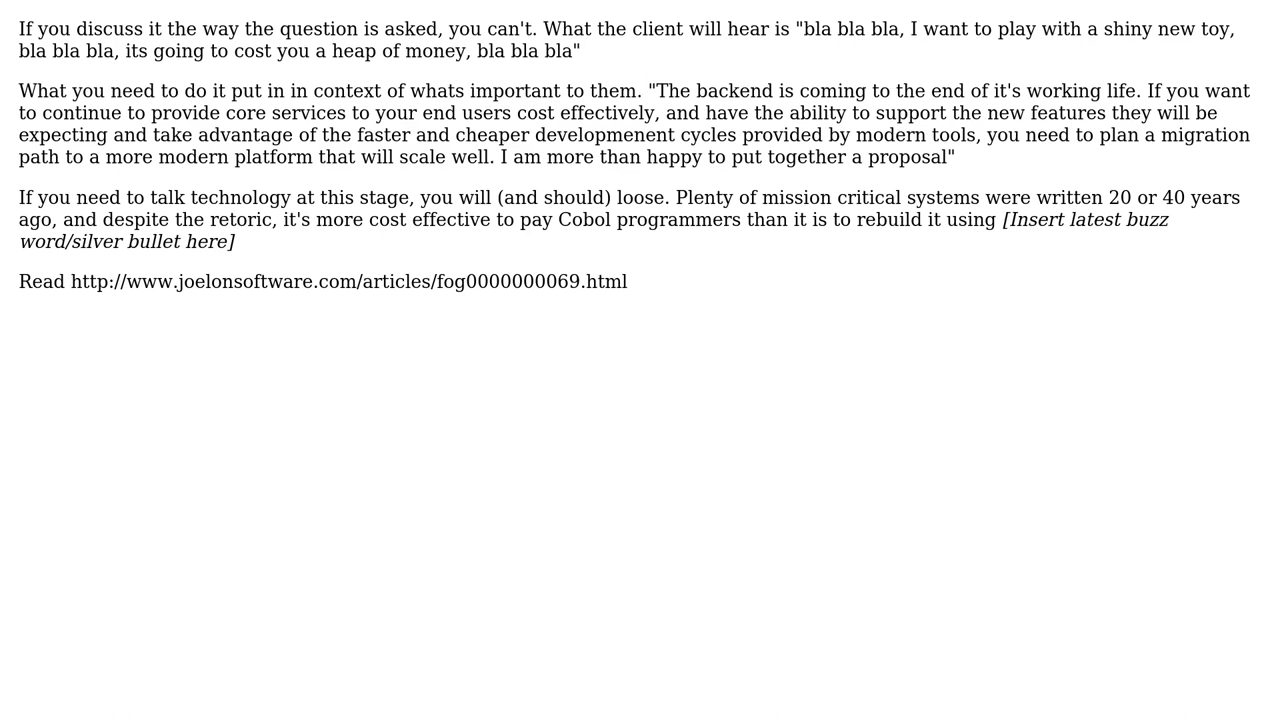 If you discuss it the way the question is asked, you can't. What the client will hear is "bla bla bla, I want to play with a shiny new toy,
bla bla bla, its going to cost you a heap of money, bla bla bla"
What you need to do it put in in context of whats important to them. "The backend is coming to the end of it's working life. If you want
to continue to provide core services to your end users cost effectively, and have the ability to support the new features they will be
expecting and take advantage of the faster and cheaper developmenent cycles provided by modern tools, you need to plan a migration
path to a more modern platform that will scale well. I am more than happy to put together a proposal"
If you need to talk technology at this stage, you will (and should) loose. Plenty of mission critical systems were written 20 or 40 years
ago, and despite the retoric, it's more cost effective to pay Cobol programmers than it is to rebuild it using [Insert latest buzz
word/silver bullet here]
Read http://www.joelonsoftware.com/articles/fog0000000069.html